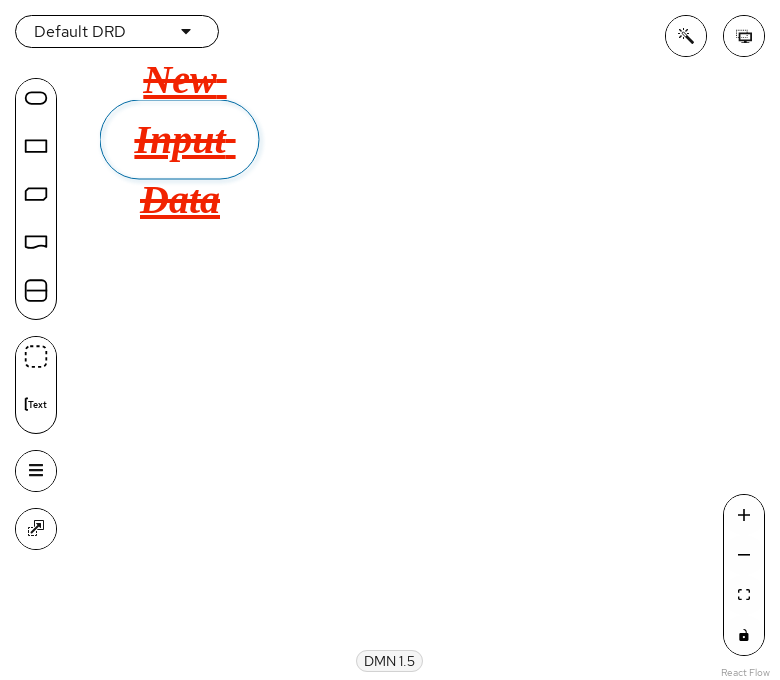 Default DRD
New
Input
Data
Text
DMN 1.5
React Flow